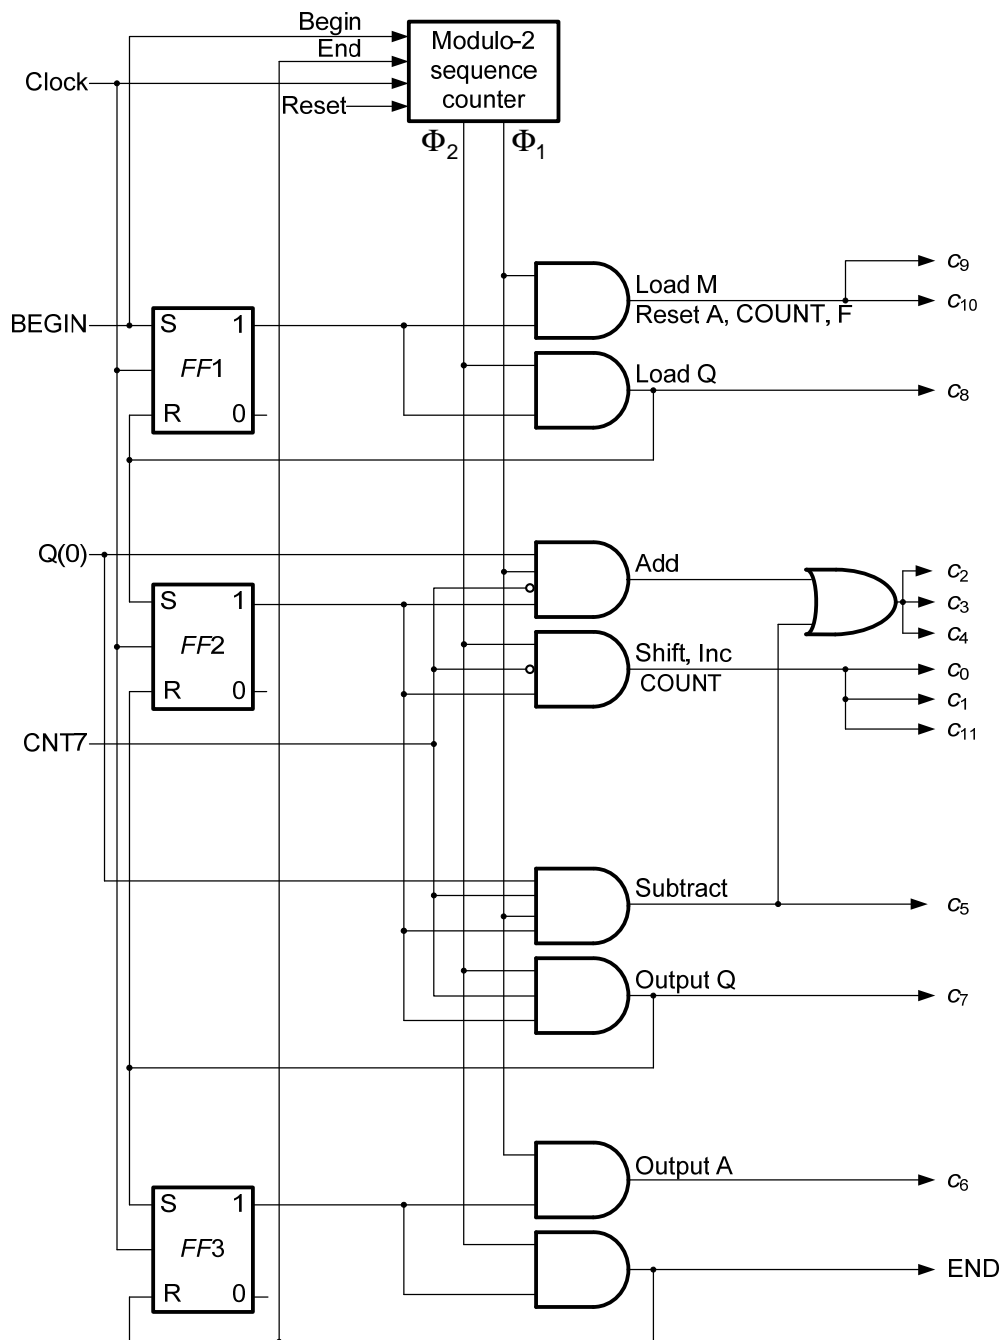 Begin
End
Clock
Reset
Modulo-2
sequence
counter
Φ2
Φ1
Load M
Reset A, COUNT, F
c9
c10
BEGIN
S 1
FF1
R 0
Load Q
c8
Q(0)
Add
c2
c3
c4
S 1
FF2
R 0
Shift, Inc
COUNT
c0
c1
c11
CNT7
Subtract
c5
Output Q
c7
Output A
c6
S 1
FF3
R 0
END